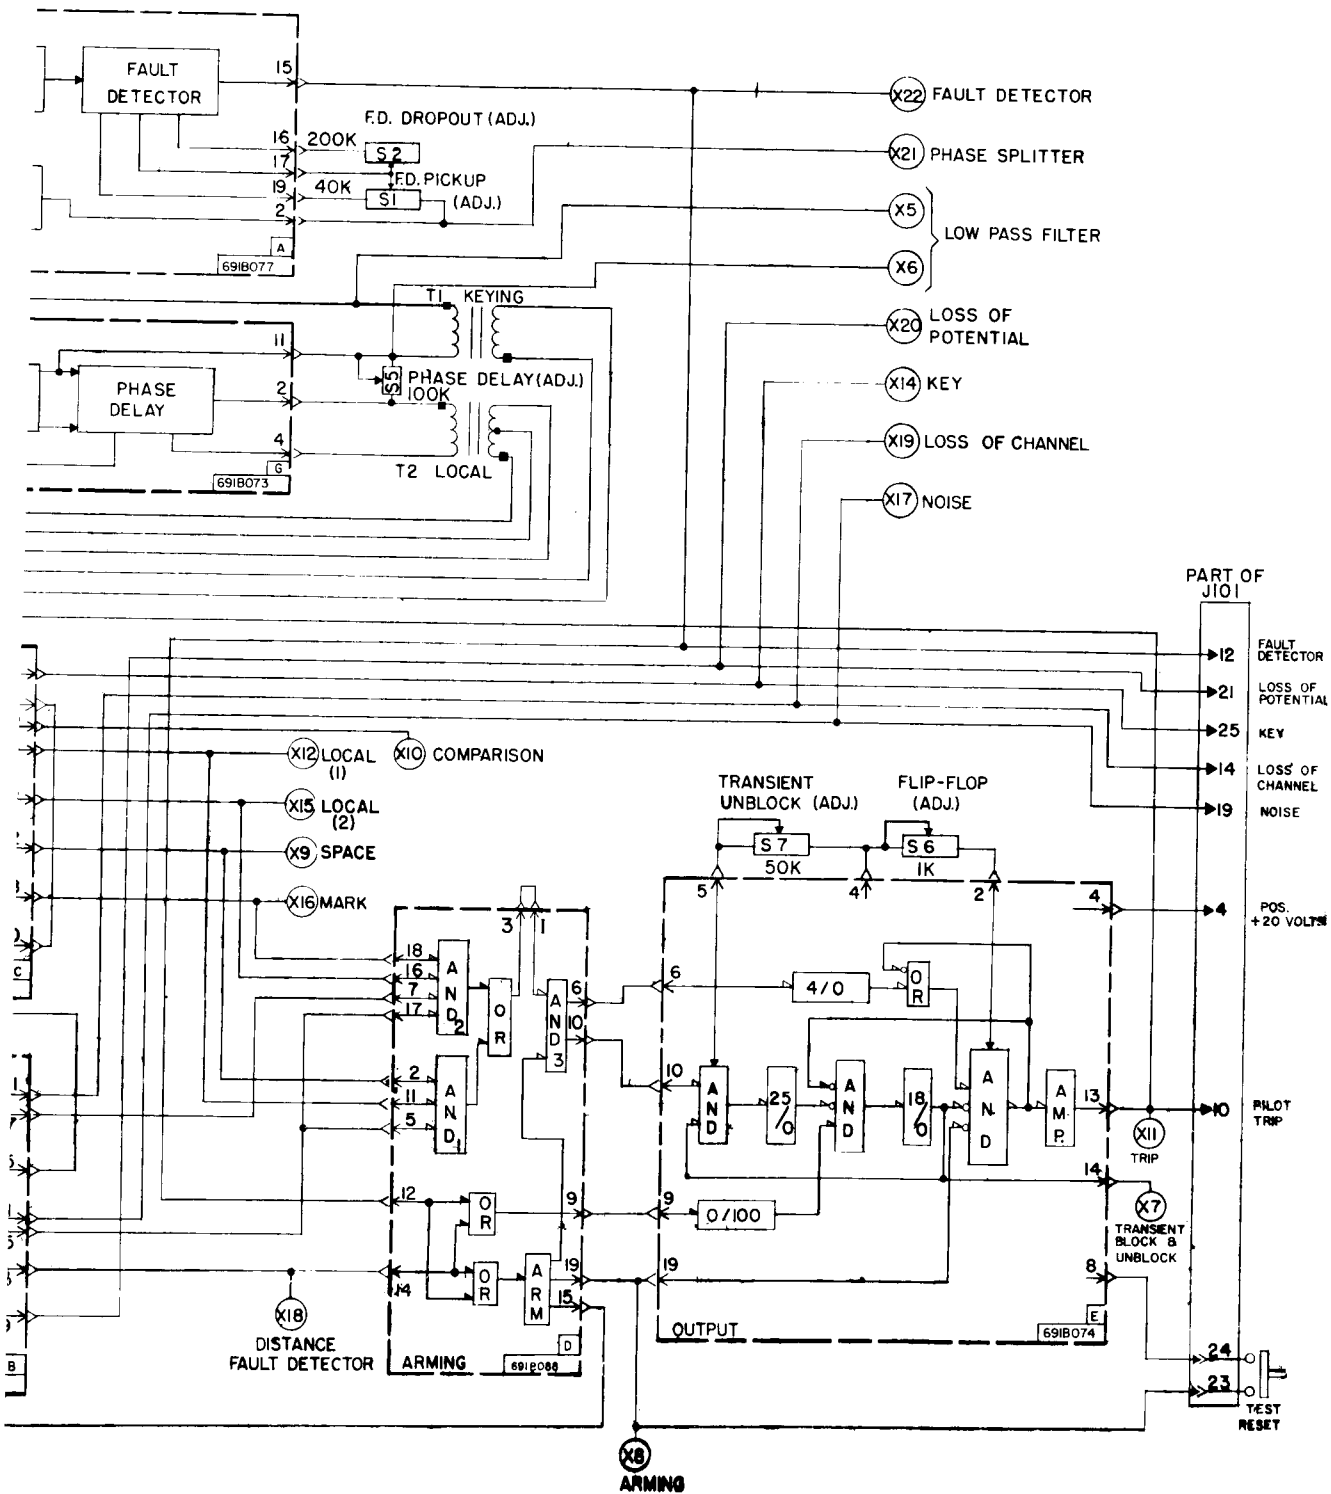 FAULT
DETECTOR
15
X22 FAULT DETECTOR
F.D. DROPOUT (ADJ.)
16 200K
S2
X21 PHASE SPLITTER
17
F.D. PICKUP
(ADJ.)
19 40K
S1
2
X5
LOW PASS FILTER
X6
A
691B077
T1 KEYING
X20 LOSS OF
POTENTIAL
11
PHASE
DELAY
2
S5
PHASE DELAY (ADJ.)
100K
X14 KEY
4
G
691B073
T2 LOCAL
X19 LOSS OF CHANNEL
X17 NOISE
PART OF
J101
12 FAULT
DETECTOR
21 LOSS OF
POTENTIAL
25 KEY
14 LOSS OF
CHANNEL
19 NOISE
X12 LOCAL
(1)
X10 COMPARISON
X15 LOCAL
(2)
X9 SPACE
X16 MARK
C
TRANSIENT
UNBLOCK (ADJ.)
FLIP-FLOP
(ADJ.)
S7
50K
S6
1K
5
4
2
4
4 POS.
+20 VOLTS
3
1
18
16
7
17
AND 2
OR
AND 3
6
10
2
11
5
AND 1
12
OR
9
14
OR
ARM
19
15
D
ARMING
691B088
X18
DISTANCE
FAULT DETECTOR
B
6
4/0
OR
10
AND
25/0
AND
18/0
AND
AMP.
13
10 PILOT
TRIP
X11
TRIP
14
X7
TRANSIENT
BLOCK &
UNBLOCK
9
0/100
19
8
E
OUTPUT
691B074
24
23
TEST
RESET
X8
ARMING